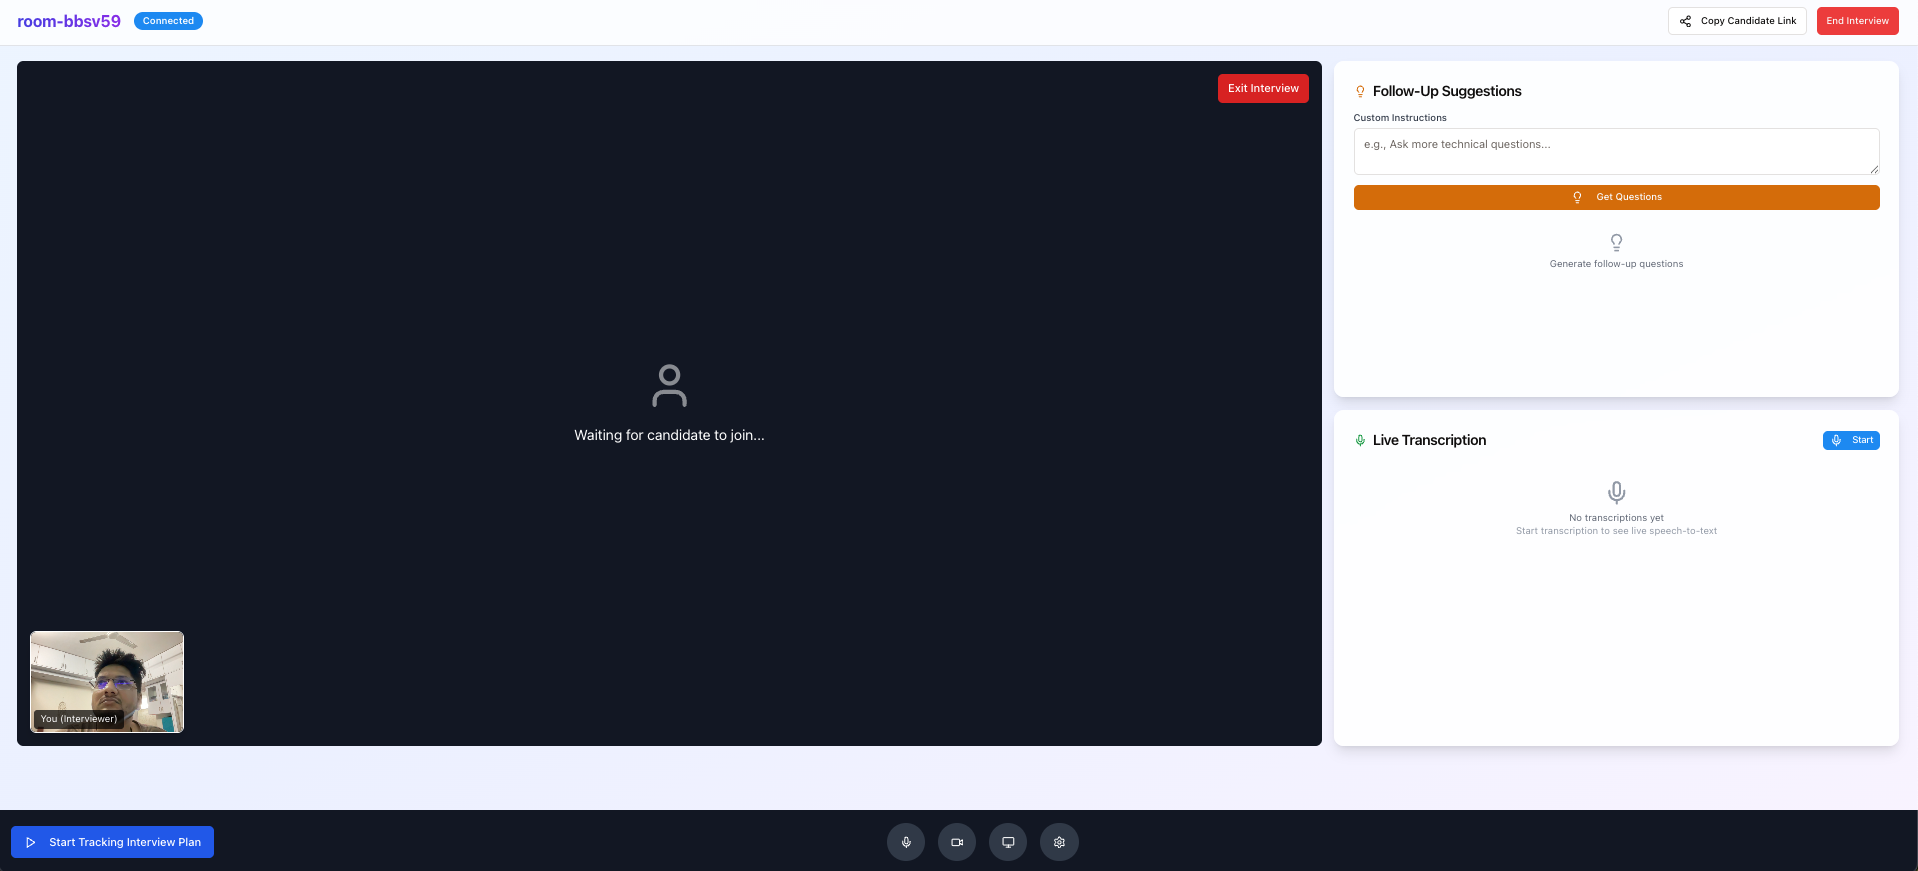 room-bbsv59
Connected
Copy Candidate Link
End Interview
Exit Interview
Waiting for candidate to join...
You (Interviewer)
Follow-Up Suggestions
Custom Instructions
e.g., Ask more technical questions...
Get Questions
Generate follow-up questions
Live Transcription
Start
No transcriptions yet
Start transcription to see live speech-to-text
Start Tracking Interview Plan